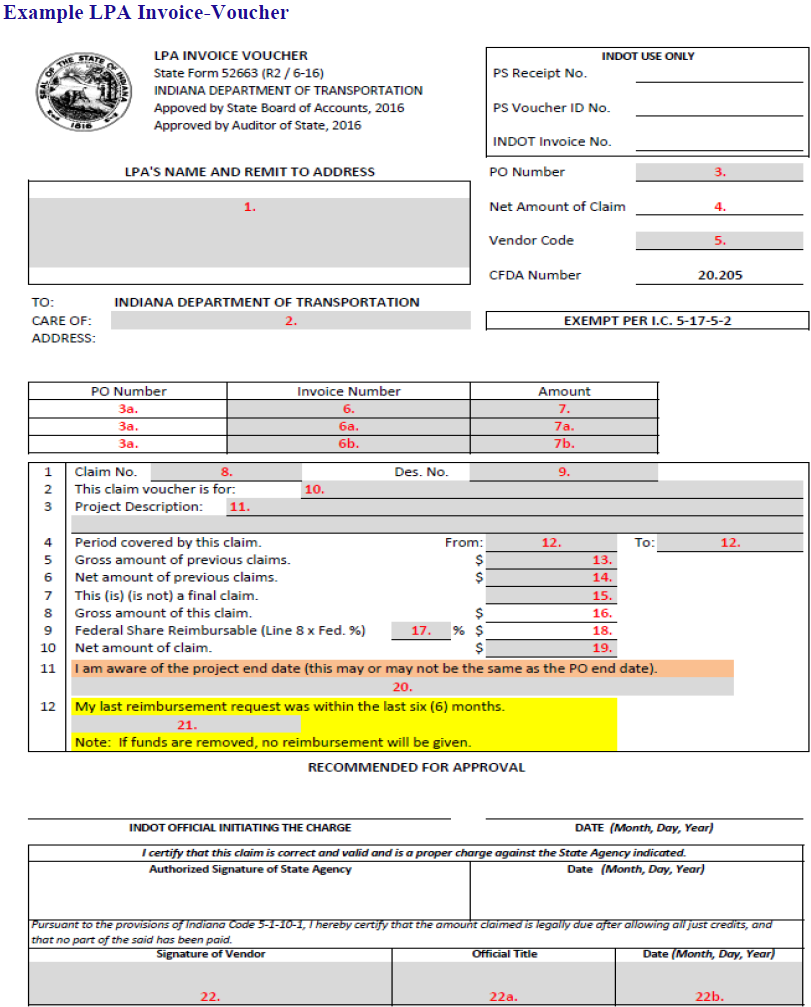 Example LPA Invoice-Voucher
LPA INVOICE VOUCHER
State Form 52663 (R2 / 6-16)
INDIANA DEPARTMENT OF TRANSPORTATION
Appoved by State Board of Accounts, 2016
Approved by Auditor of State, 2016
SEAL OF THE STATE OF INDIANA
1816
INDOT USE ONLY
PS Receipt No.
PS Voucher ID No.
INDOT Invoice No.
LPA'S NAME AND REMIT TO ADDRESS
1.
PO Number 3.
Net Amount of Claim 4.
Vendor Code 5.
CFDA Number 20.205
TO: INDIANA DEPARTMENT OF TRANSPORTATION
CARE OF: 2.
ADDRESS:
EXEMPT PER I.C. 5-17-5-2
PO Number Invoice Number Amount
3a. 6. 7.
3a. 6a. 7a.
3a. 6b. 7b.
1 Claim No. 8. Des. No. 9.
2 This claim voucher is for: 10.
3 Project Description: 11.
4 Period covered by this claim. From: 12. To: 12.
5 Gross amount of previous claims. $ 13.
6 Net amount of previous claims. $ 14.
7 This (is) (is not) a final claim. 15.
8 Gross amount of this claim. $ 16.
9 Federal Share Reimbursable (Line 8 x Fed. %) 17. % $ 18.
10 Net amount of claim. $ 19.
11 I am aware of the project end date (this may or may not be the same as the PO end date).
20.
12 My last reimbursement request was within the last six (6) months.
21.
Note: If funds are removed, no reimbursement will be given.
RECOMMENDED FOR APPROVAL
INDOT OFFICIAL INITIATING THE CHARGE DATE (Month, Day, Year)
I certify that this claim is correct and valid and is a proper charge against the State Agency indicated.
Authorized Signature of State Agency Date (Month, Day, Year)
Pursuant to the provisions of Indiana Code 5-1-10-1, I hereby certify that the amount claimed is legally due after allowing all just credits, and
that no part of the said has been paid.
Signature of Vendor Official Title Date (Month, Day, Year)
22. 22a. 22b.